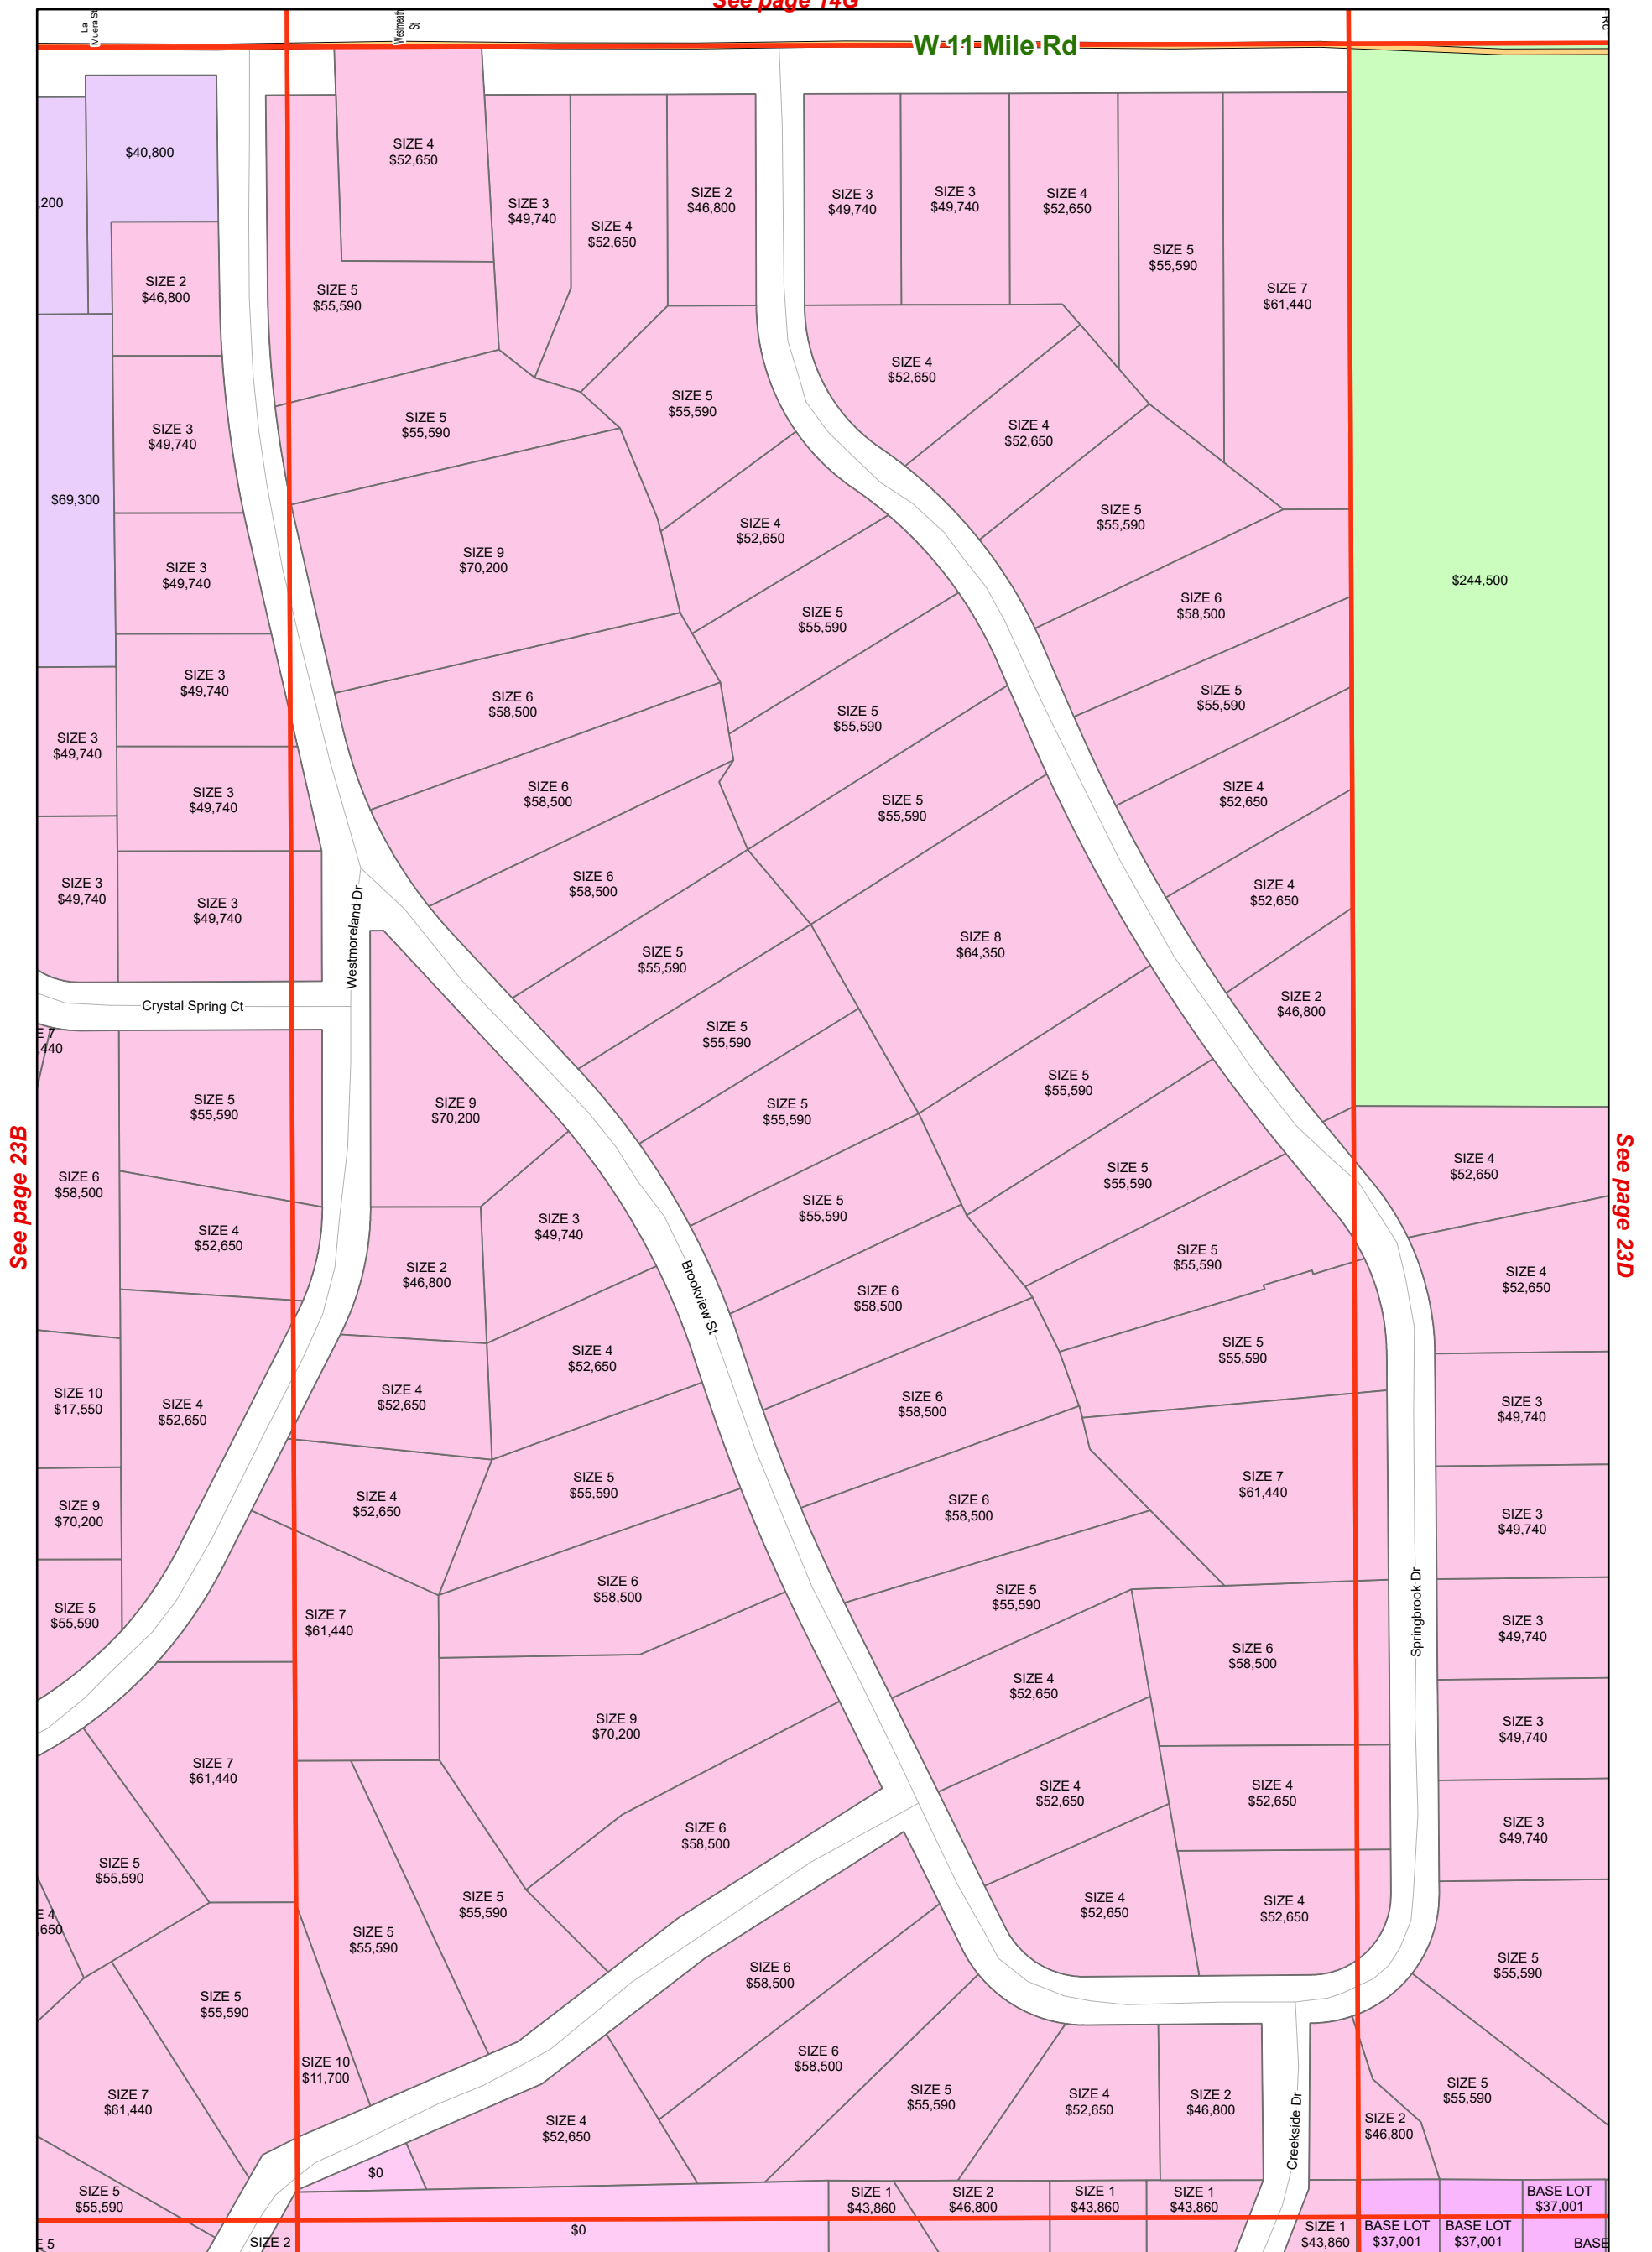 See page 14G
La
Muera St
Westmeath
W 11 Mile Rd
$40,800
,200
SIZE 4
$52,650
SIZE 3
$49,740
SIZE 4
$52,650
SIZE 2
$46,800
SIZE 3
$49,740
SIZE 3
$49,740
SIZE 4
$52,650
SIZE 5
$55,590
SIZE 7
$61,440
SIZE 2
$46,800
SIZE 5
$55,590
SIZE 4
$52,650
SIZE 5
$55,590
SIZE 5
$55,590
SIZE 4
$52,650
SIZE 3
$49,740
$69,300
SIZE 9
$70,200
SIZE 4
$52,650
SIZE 5
$55,590
$244,500
SIZE 3
$49,740
SIZE 5
$55,590
SIZE 6
$58,500
SIZE 3
$49,740
SIZE 6
$58,500
SIZE 5
$55,590
SIZE 5
$55,590
SIZE 3
$49,740
SIZE 3
$49,740
SIZE 6
$58,500
SIZE 5
$55,590
SIZE 4
$52,650
SIZE 3
$49,740
SIZE 3
$49,740
SIZE 6
$58,500
SIZE 4
$52,650
Westmoreland Dr
SIZE 5
$55,590
SIZE 8
$64,350
Crystal Spring Ct
SIZE 2
$46,800
E 7
,440
SIZE 5
$55,590
SIZE 5
$55,590
SIZE 9
$70,200
SIZE 5
$55,590
SIZE 5
$55,590
See page 23B
SIZE 6
$58,500
SIZE 5
$55,590
SIZE 4
$52,650
See page 23D
SIZE 4
$52,650
SIZE 3
$49,740
SIZE 5
$55,590
SIZE 5
$55,590
SIZE 2
$46,800
Brookview St
SIZE 6
$58,500
SIZE 4
$52,650
SIZE 10
$17,550
SIZE 4
$52,650
SIZE 4
$52,650
SIZE 4
$52,650
SIZE 6
$58,500
SIZE 5
$55,590
SIZE 3
$49,740
SIZE 9
$70,200
SIZE 4
$52,650
SIZE 5
$55,590
SIZE 6
$58,500
SIZE 7
$61,440
SIZE 3
$49,740
SIZE 5
$55,590
SIZE 7
$61,440
SIZE 6
$58,500
SIZE 5
$55,590
Springbrook Dr
SIZE 3
$49,740
SIZE 6
$58,500
SIZE 9
$70,200
SIZE 4
$52,650
SIZE 3
$49,740
SIZE 7
$61,440
SIZE 4
$52,650
SIZE 4
$52,650
SIZE 3
$49,740
SIZE 5
$55,590
SIZE 6
$58,500
E 4
,650
SIZE 5
$55,590
SIZE 5
$55,590
SIZE 4
$52,650
SIZE 4
$52,650
SIZE 6
$58,500
SIZE 5
$55,590
SIZE 5
$55,590
SIZE 10
$11,700
SIZE 6
$58,500
SIZE 5
$55,590
SIZE 7
$61,440
SIZE 4
$52,650
SIZE 5
$55,590
SIZE 4
$52,650
SIZE 2
$46,800
Creekside Dr
SIZE 2
$46,800
$0
SIZE 5
$55,590
SIZE 1
$43,860
SIZE 2
$46,800
SIZE 1
$43,860
SIZE 1
$43,860
BASE LOT
$37,001
E 5
SIZE 2
$0
SIZE 1
$43,860
BASE LOT
$37,001
BASE LOT
$37,001
BASE